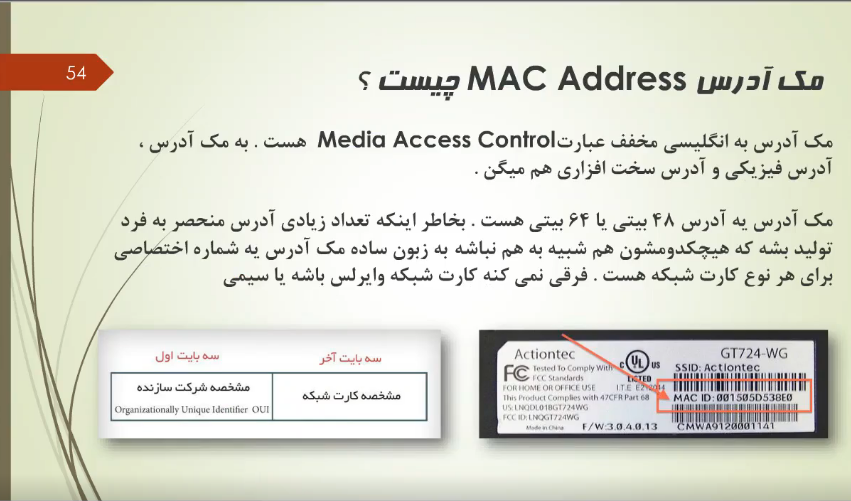 54
مک آدرس MAC Address چیست ؟
مک آدرس به انگلیسی مخفف عبارتMedia Access Control هست . به مک آدرس ،
آدرس فیزیکی و آدرس سخت افزاری هم میگن .
مک آدرس یه آدرس ۴۸ بیتی یا ۶۴ بیتی هست . بخاطر اینکه تعداد زیادی آدرس منحصر به فرد
تولید بشه که هیچکدومشون هم شبیه به هم نباشه به زبون ساده مک آدرس یه شماره اختصاصی
برای هر نوع کارت شبکه هست . فرقی نمی کنه کارت شبکه وایرلس باشه یا سیمی
سه بایت آخر
سه بایت اول
مشخصه کارت شبکه
مشخصه شرکت سازنده
Organizationally Unique Identifier OUI
Actiontec
GT724-WG
FC Tested To Comply With
FCC Standards
FOR HOME OR OFFICE USE
This Product Complies with 47CFR Part 68
US: LNQDL01BGT724WG
FCC ID: LNQGT724WG
Made in China
F/W:3.0.4.0.13
C UL US
LISTED
I.T.E. E212034
SSID: Actiontec
MAC ID: 001505D538E0
CMWA9120001141